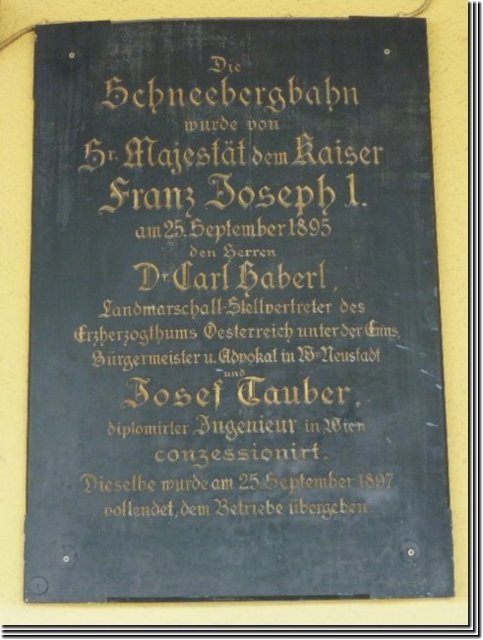 Die
Schneebergbahn
wurde von
Sr. Majestät dem Kaiser
Franz Joseph I.
am 25. September 1895
den Herren
Dr. Carl Haberl,
Landmarschall-Stellvertreter des
Erzherzogthums Oesterreich unter der Enns,
Bürgermeister u. Advokat in Wr. Neustadt
und
Josef Tauber,
diplomirter Ingenieur in Wien
conzessionirt.
Dieselbe wurde am 25. September 1897
vollendet, dem Betriebe übergeben